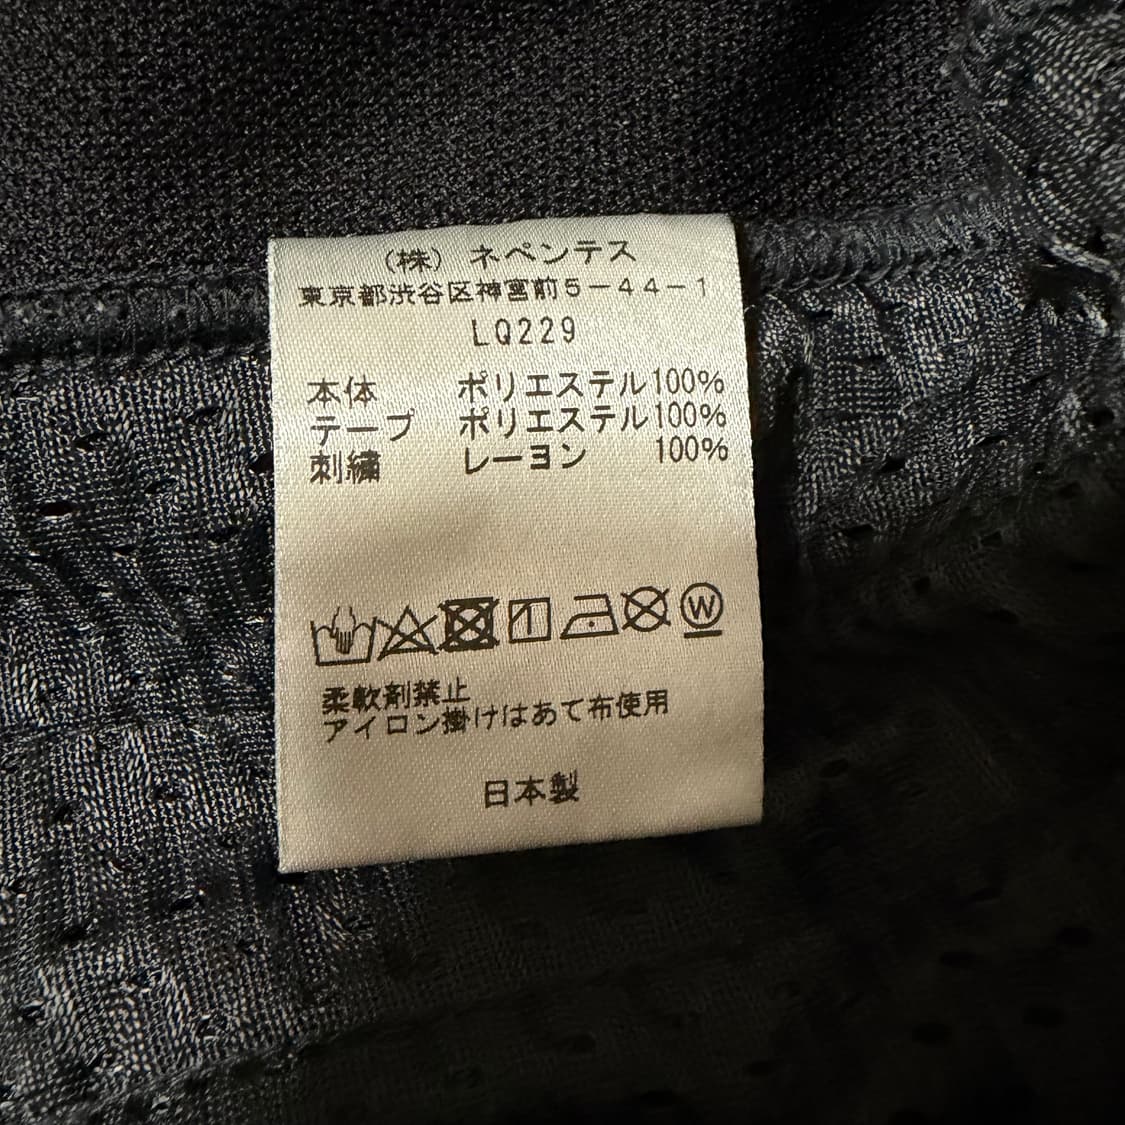 （株）ネペンテス
東京都渋谷区神宮前5－44－1
LQ229
本体 ポリエステル100%
テープ ポリエステル100%
刺繍 レーヨン 100%
W
柔軟剤禁止
アイロン掛けはあて布使用
日本製